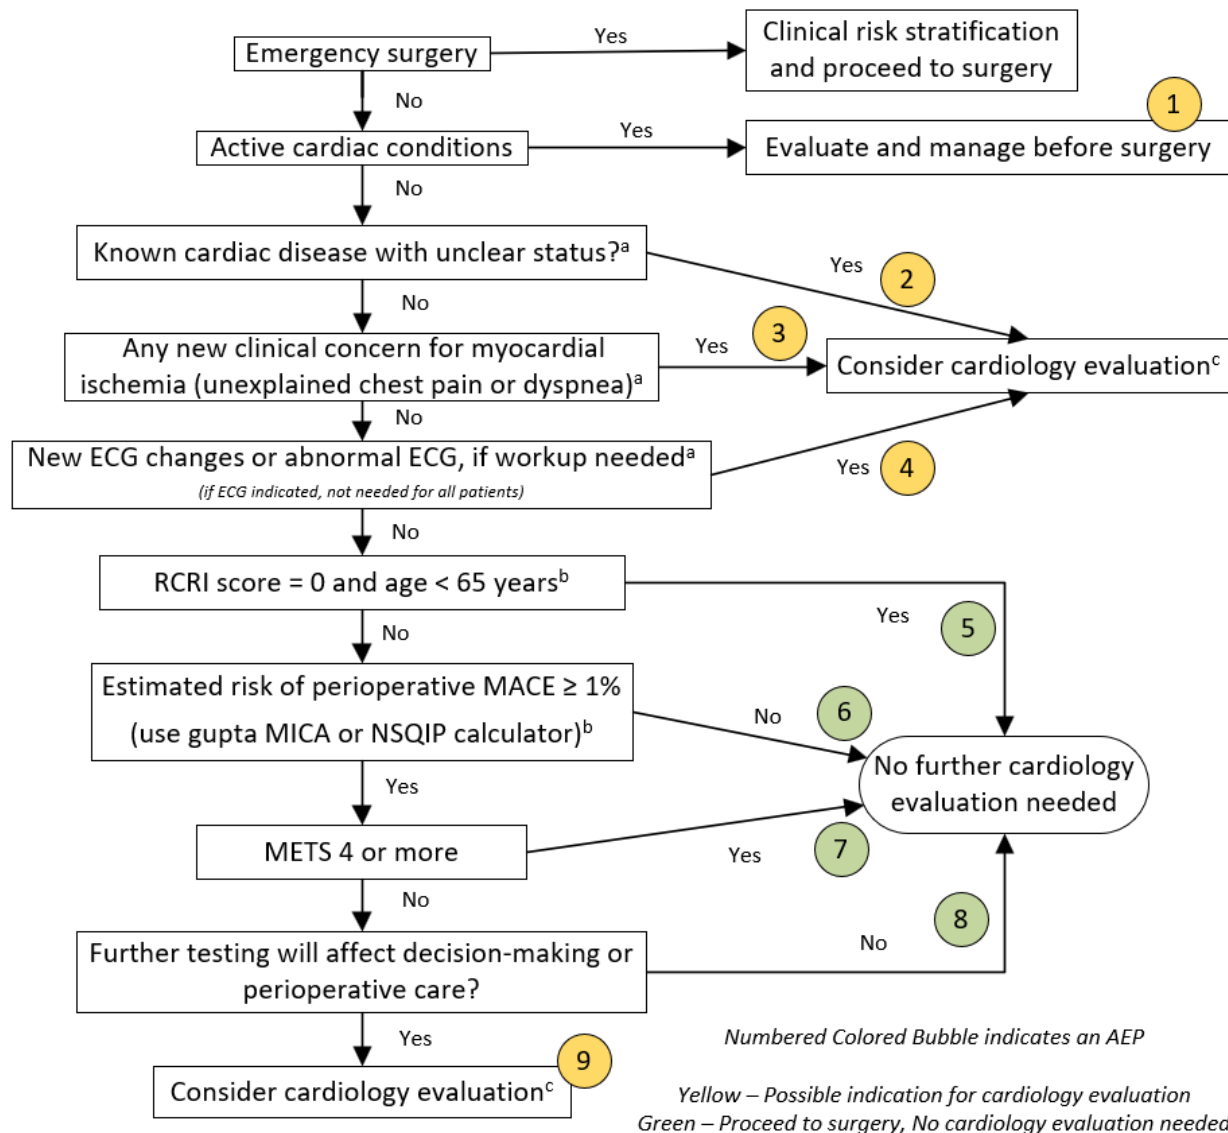 Emergency surgery
Yes
Clinical risk stratification
and proceed to surgery
No
1
Active cardiac conditions
Yes
Evaluate and manage before surgery
No
Known cardiac disease with unclear status?ᵃ
Yes
2
No
3
Any new clinical concern for myocardial
ischemia (unexplained chest pain or dyspnea)ᵃ
Yes
Consider cardiology evaluationᶜ
No
New ECG changes or abnormal ECG, if workup neededᵃ
(if ECG indicated, not needed for all patients)
Yes
4
No
RCRI score = 0 and age < 65 yearsᵇ
Yes
5
No
Estimated risk of perioperative MACE ≥ 1%
(use gupta MICA or NSQIP calculator)ᵇ
No
6
No further cardiology
evaluation needed
Yes
METS 4 or more
Yes
7
No
8
Further testing will affect decision-making or
perioperative care?
No
Yes
9
Consider cardiology evaluationᶜ
Numbered Colored Bubble indicates an AEP
Yellow – Possible indication for cardiology evaluation
Green – Proceed to surgery, No cardiology evaluation needed